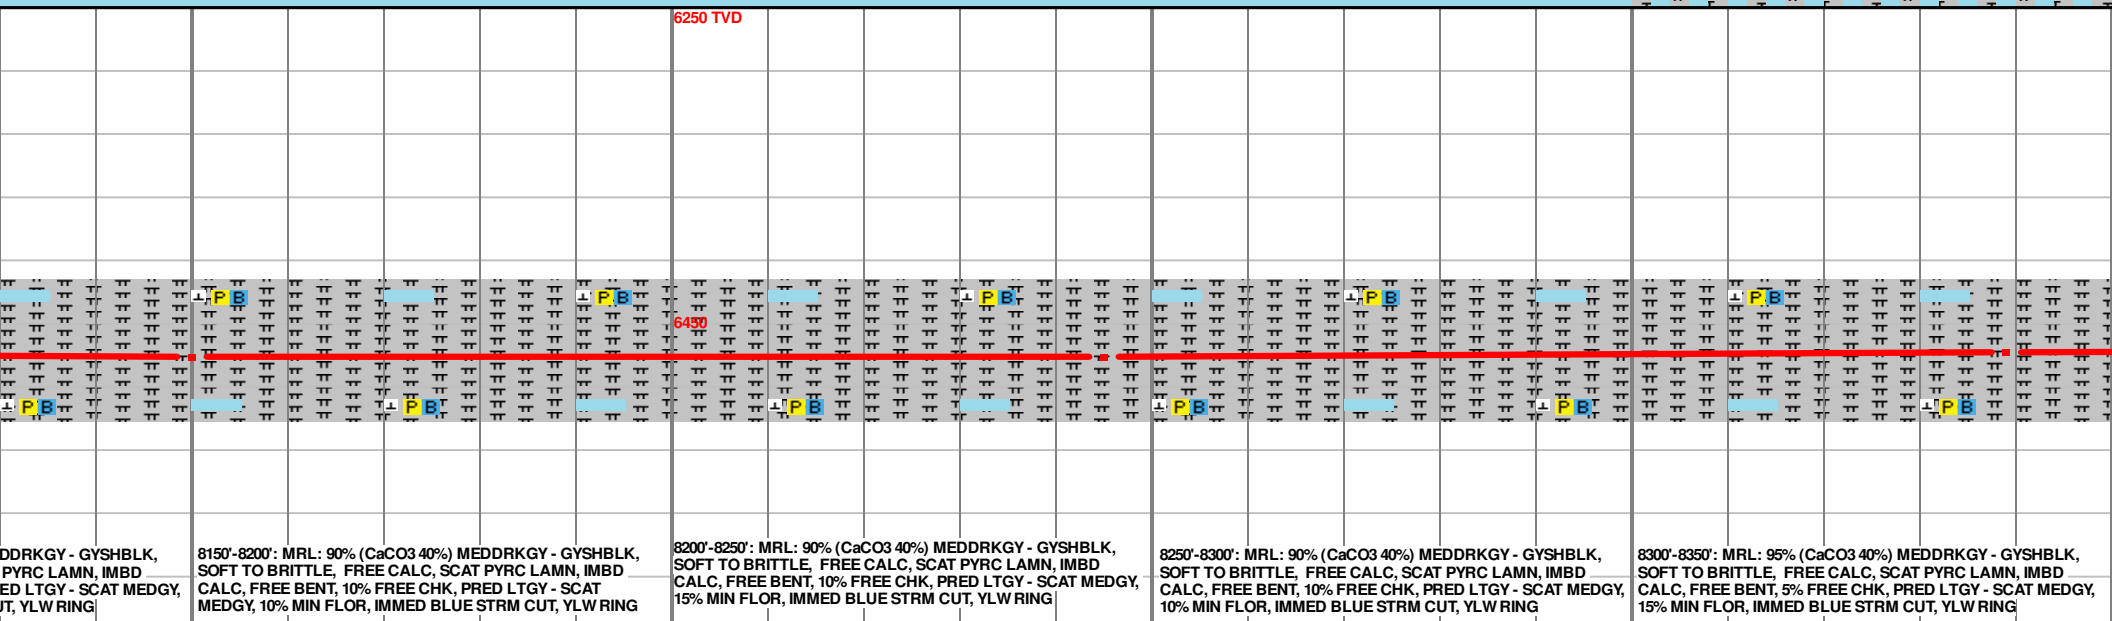 6250 TVD
P B
P B
P B
P B
P B
6450
P B
P B
P B
P B
P B
P B
DDRKGY - GYSHBLK,
PYRC LAMN, IMBD
ED LTGY - SCAT MEDGY,
JT, YLW RING
8150'-8200': MRL: 90% (CaCO3 40%) MEDDRKGY - GYSHBLK,
SOFT TO BRITTLE, FREE CALC, SCAT PYRC LAMN, IMBD
CALC, FREE BENT, 10% FREE CHK, PRED LTGY - SCAT
MEDGY, 10% MIN FLOR, IMMED BLUE STRM CUT, YLW RING
8200'-8250': MRL: 90% (CaCO3 40%) MEDDRKGY - GYSHBLK,
SOFT TO BRITTLE, FREE CALC, SCAT PYRC LAMN, IMBD
CALC, FREE BENT, 10% FREE CHK, PRED LTGY - SCAT MEDGY,
15% MIN FLOR, IMMED BLUE STRM CUT, YLW RING
8250'-8300': MRL: 90% (CaCO3 40%) MEDDRKGY - GYSHBLK,
SOFT TO BRITTLE, FREE CALC, SCAT PYRC LAMN, IMBD
CALC, FREE BENT, 10% FREE CHK, PRED LTGY - SCAT MEDGY,
10% MIN FLOR, IMMED BLUE STRM CUT, YLW RING
8300'-8350': MRL: 95% (CaCO3 40%) MEDDRKGY - GYSHBLK,
SOFT TO BRITTLE, FREE CALC, SCAT PYRC LAMN, IMBD
CALC, FREE BENT, 5% FREE CHK, PRED LTGY - SCAT MEDGY,
15% MIN FLOR, IMMED BLUE STRM CUT, YLW RING